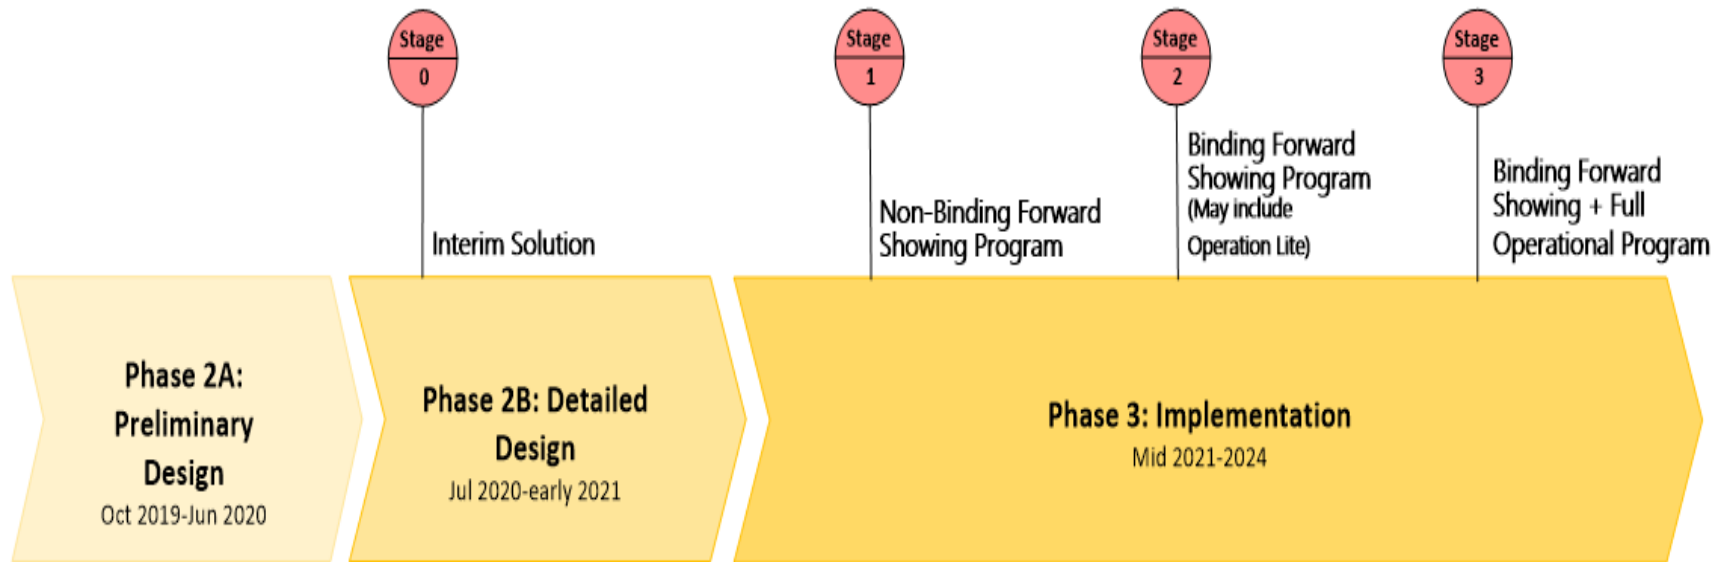 Stage
0
Interim Solution
Stage
1
Non-Binding Forward
Showing Program
Stage
2
Binding Forward
Showing Program
(May include
Operation Lite)
Stage
3
Binding Forward
Showing + Full
Operational Program
Phase 2A:
Preliminary
Design
Oct 2019-Jun 2020
Phase 2B: Detailed
Design
Jul 2020-early 2021
Phase 3: Implementation
Mid 2021-2024